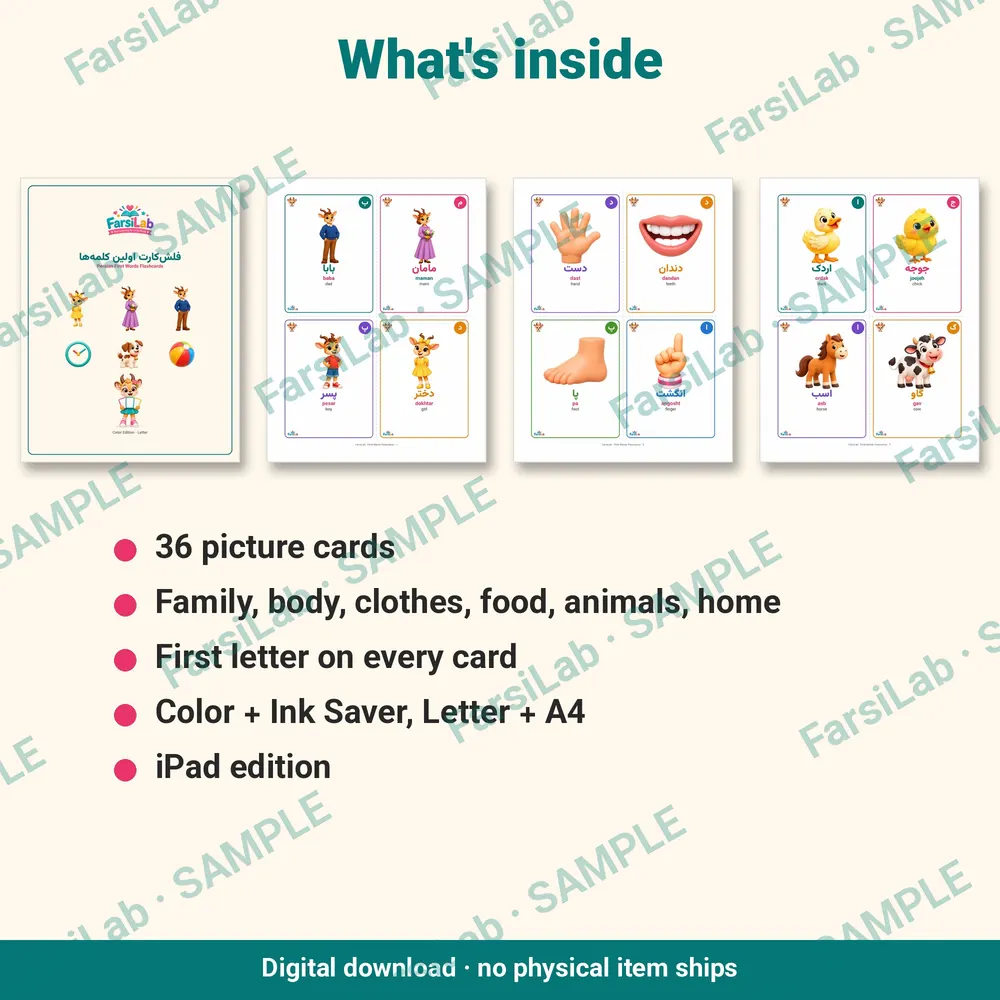 What's inside
FarsiLab
فلش‌کارت اولین کلمه‌ها
Persian First Words Flashcards
Color Edition · Letter
ب
بابا
baba
dad
م
مامان
maman
mom
پ
پسر
pesar
boy
د
دختر
dokhtar
girl
د
دست
dast
hand
د
دندان
dandan
teeth
پ
پا
pa
foot
ا
انگشت
angosht
finger
ا
اردک
ordak
duck
ج
جوجه
joojeh
chick
ا
اسب
asb
horse
گ
گاو
gav
cow
36 picture cards
Family, body, clothes, food, animals, home
First letter on every card
Color + Ink Saver, Letter + A4
iPad edition
Digital download · no physical item ships
FarsiLab · SAMPLE